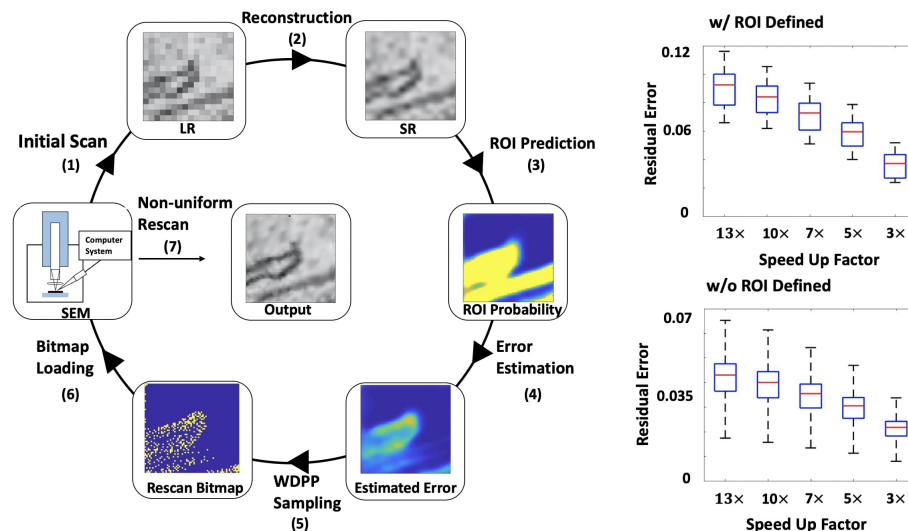 Reconstruction
(2)
LR
SR
Initial Scan
(1)
ROI Prediction
(3)
Non-uniform
Rescan
(7)
Computer
System
SEM
Output
ROI Probability
Bitmap
Loading
(6)
Error
Estimation
(4)
Rescan Bitmap
WDPP
Sampling
(5)
Estimated Error
w/ ROI Defined
0.12
0.06
0
Residual Error
13× 10× 7× 5× 3×
Speed Up Factor
w/o ROI Defined
0.07
0.035
0
Residual Error
13× 10× 7× 5× 3×
Speed Up Factor